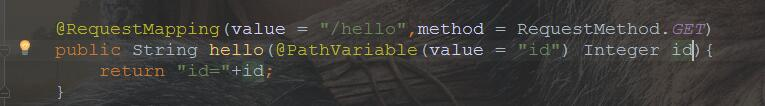 @RequestMapping(value = "/hello",method = RequestMethod.GET)
public String hello(@PathVariable(value = "id") Integer id){
return "id="+id;
}